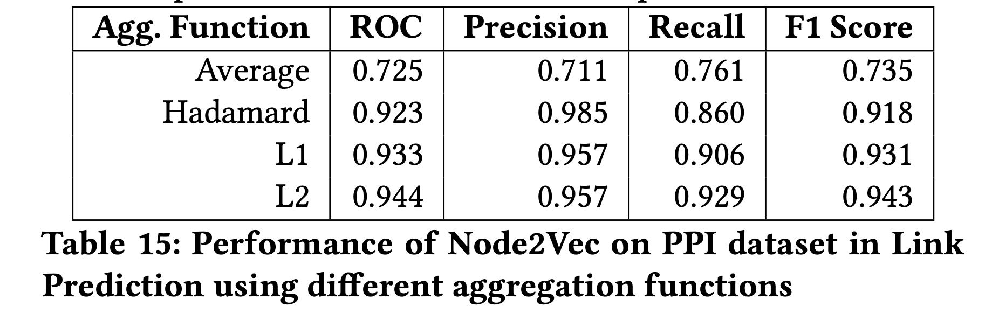 Agg. Function ROC Precision Recall F1 Score
Average 0.725 0.711 0.761 0.735
Hadamard 0.923 0.985 0.860 0.918
L1 0.933 0.957 0.906 0.931
L2 0.944 0.957 0.929 0.943
Table 15: Performance of Node2Vec on PPI dataset in Link
Prediction using different aggregation functions